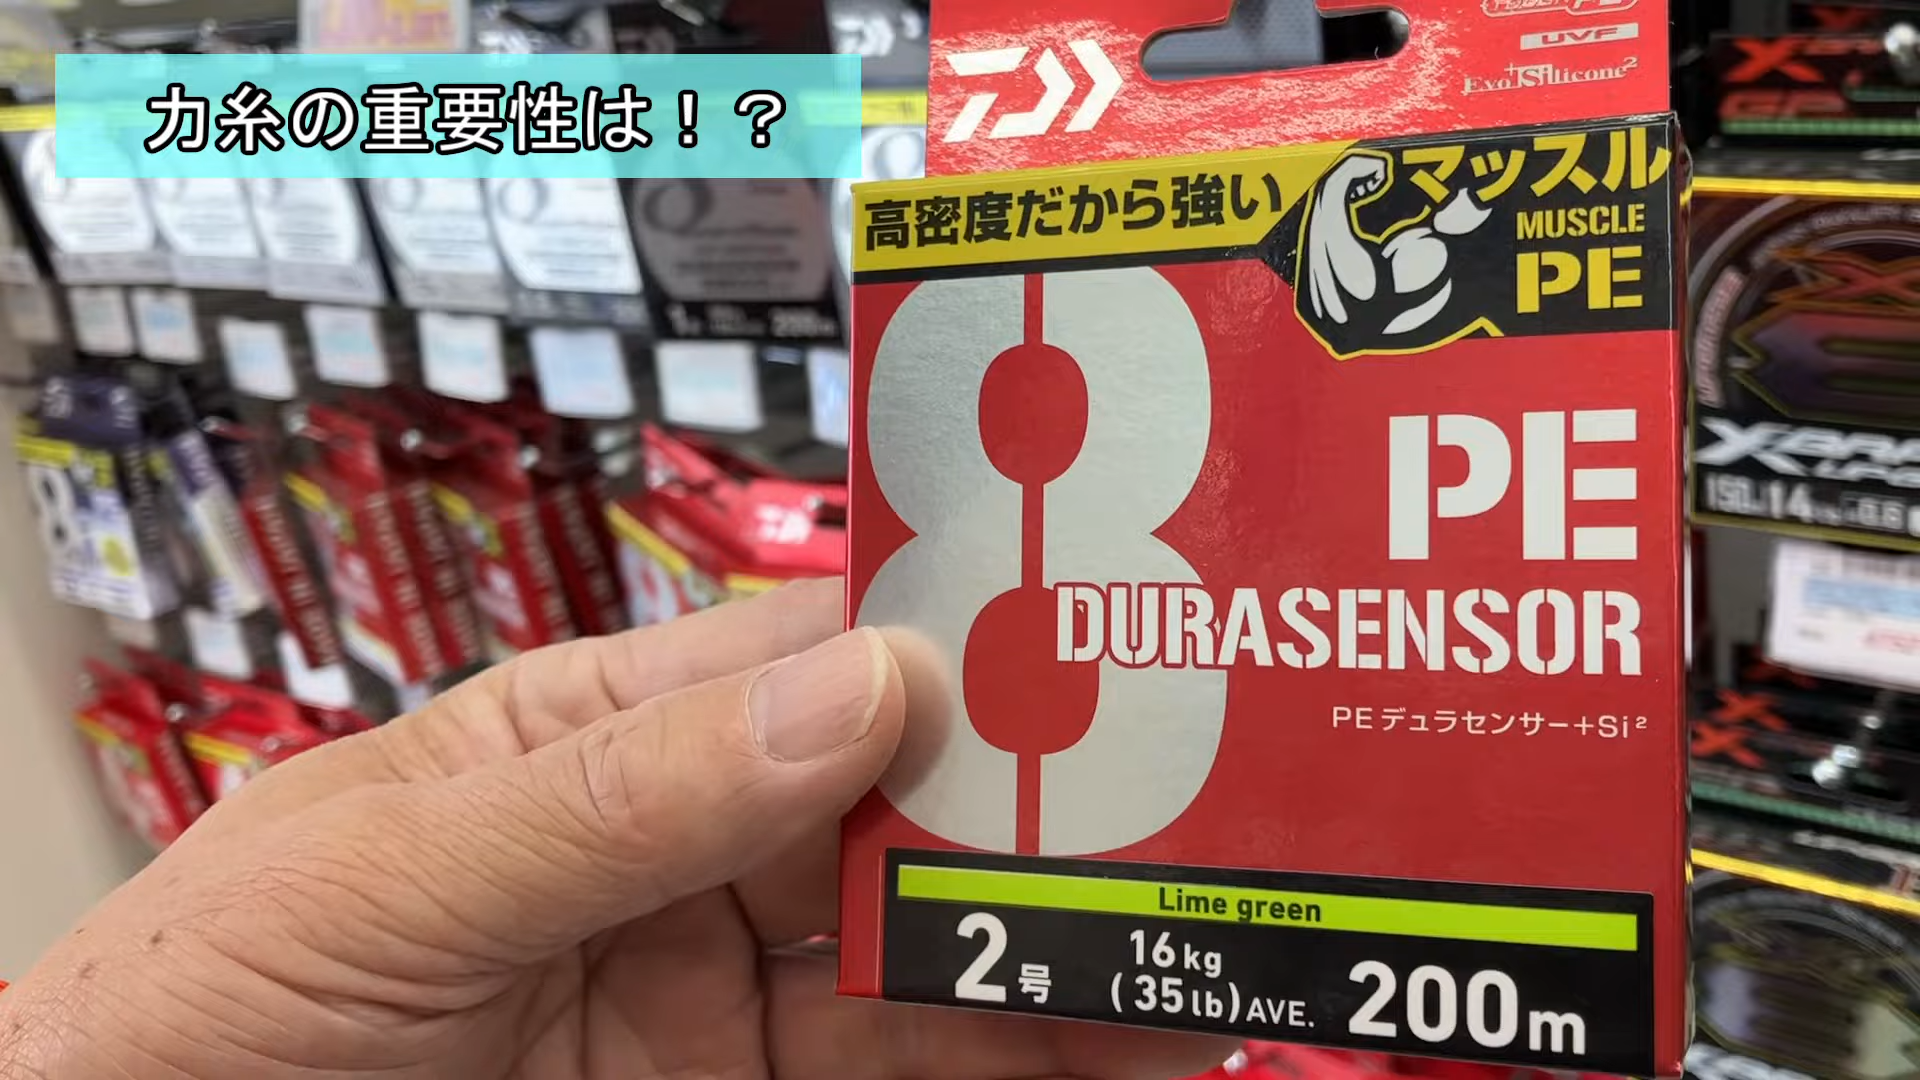 力糸の重要性は！？
UVF
Evo+Silicone²
高密度だから強い
マッスル
MUSCLE
PE
8
PE
DURASENSOR
PEデュラセンサー+Si²
Lime green
2号
16kg
(35lb)AVE.
200m